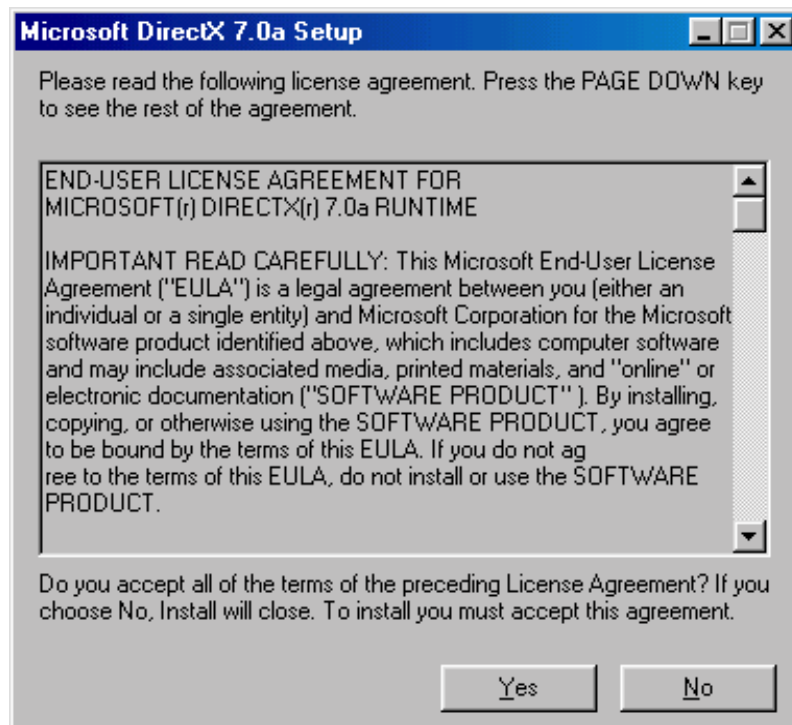 Microsoft DirectX 7.0a Setup
Please read the following license agreement. Press the PAGE DOWN key
to see the rest of the agreement.
END-USER LICENSE AGREEMENT FOR
MICROSOFT(r) DIRECTX(r) 7.0a RUNTIME
IMPORTANT READ CAREFULLY: This Microsoft End-User License
Agreement ("EULA") is a legal agreement between you (either an
individual or a single entity) and Microsoft Corporation for the Microsoft
software product identified above, which includes computer software
and may include associated media, printed materials, and "online" or
electronic documentation ("SOFTWARE PRODUCT" ). By installing,
copying, or otherwise using the SOFTWARE PRODUCT, you agree
to be bound by the terms of this EULA. If you do not ag
ree to the terms of this EULA, do not install or use the SOFTWARE
PRODUCT.
Do you accept all of the terms of the preceding License Agreement? If you
choose No, Install will close. To install you must accept this agreement.
Yes No